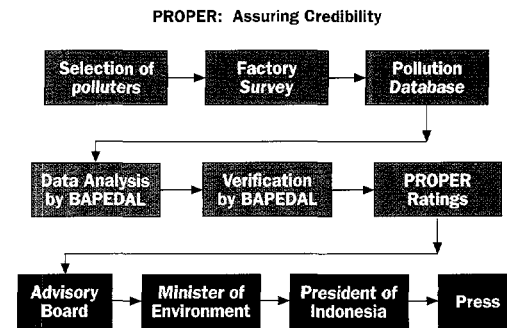 PROPER: Assuring Credibility
Selection of
polluters
Factory
Survey
Pollution
Database
Data Analysis
by BAPEDAL
Verification
by BAPEDAL
PROPER
Ratings
Advisory
Board
Minister of
Environment
President of
Indonesia
Press